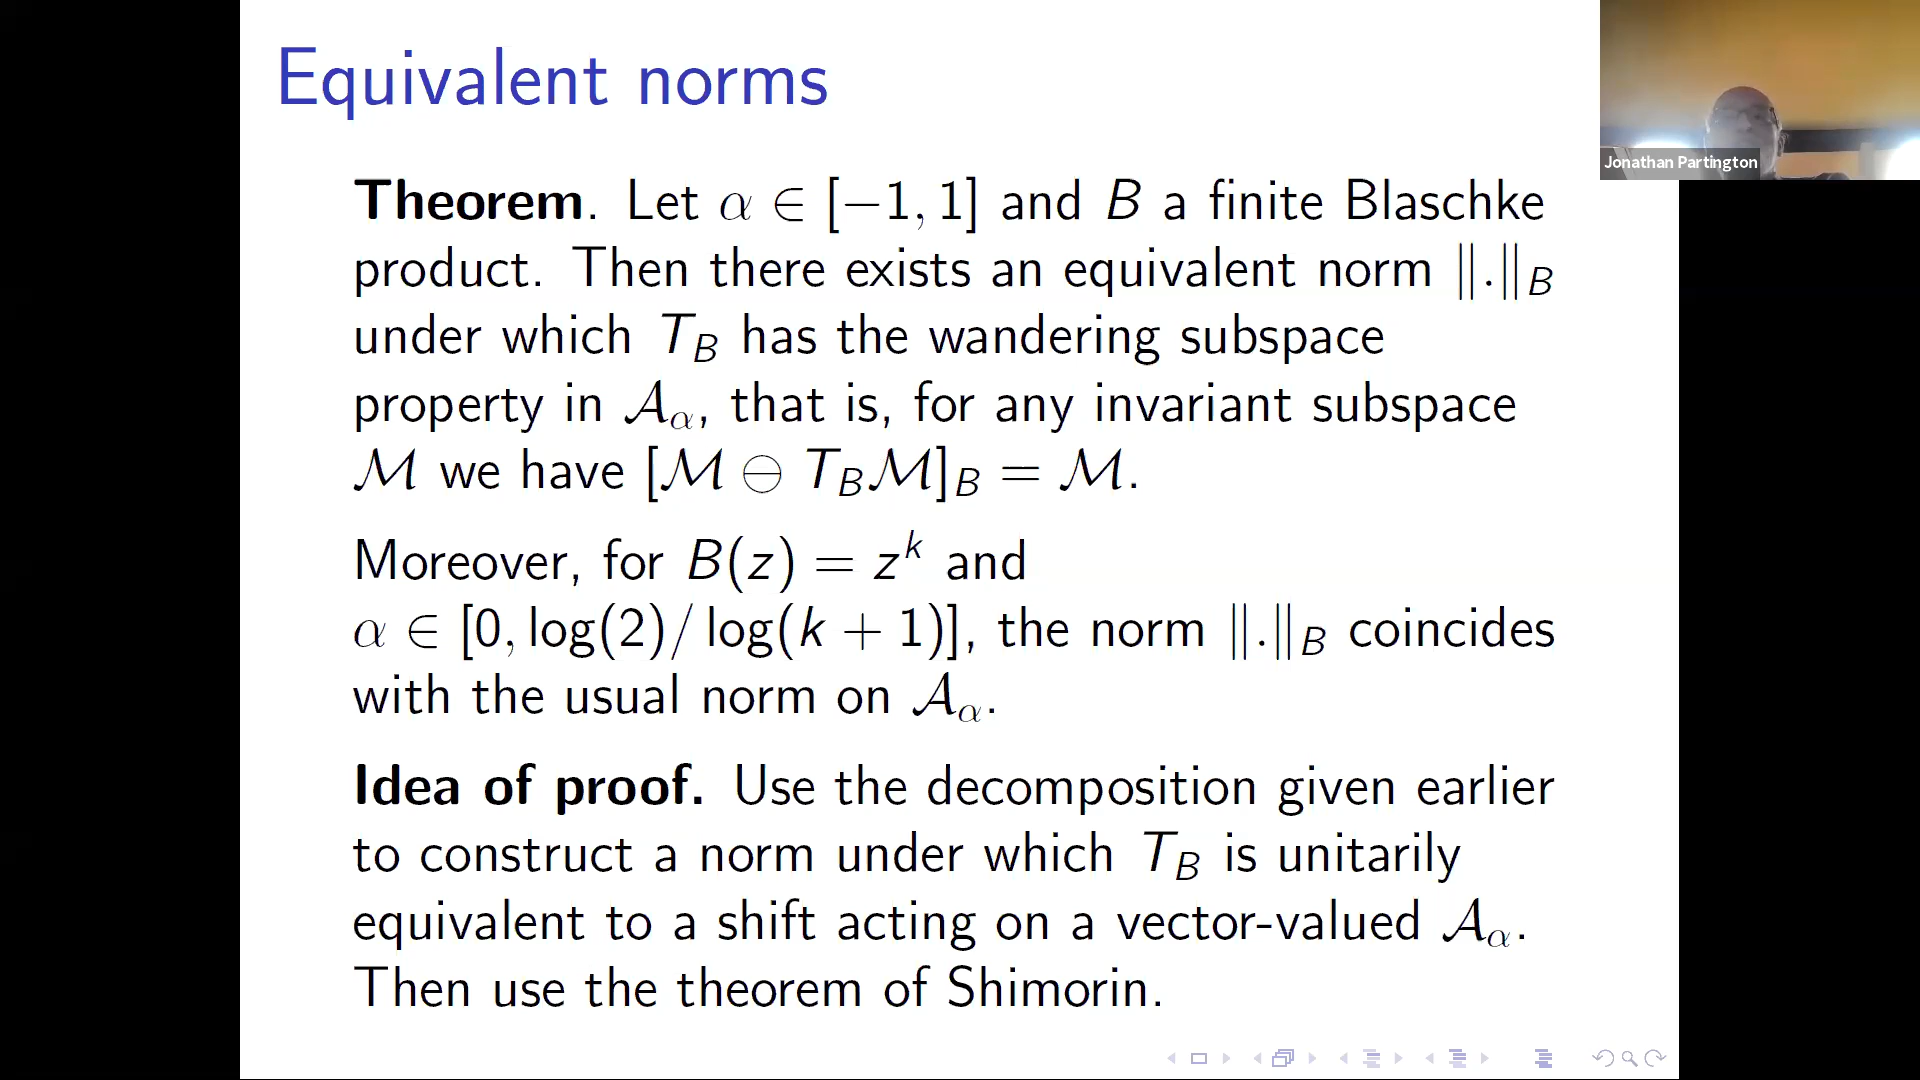 Equivalent norms
Jonathan Partington
Theorem. Let α ∈ [−1, 1] and B a finite Blaschke
product. Then there exists an equivalent norm ‖.‖_B
under which T_B has the wandering subspace
property in 𝒜_α, that is, for any invariant subspace
ℳ we have [ℳ ⊖ T_Bℳ]_B = ℳ.
Moreover, for B(z) = z^k and
α ∈ [0, log(2)/ log(k + 1)], the norm ‖.‖_B coincides
with the usual norm on 𝒜_α.
Idea of proof. Use the decomposition given earlier
to construct a norm under which T_B is unitarily
equivalent to a shift acting on a vector-valued 𝒜_α.
Then use the theorem of Shimorin.